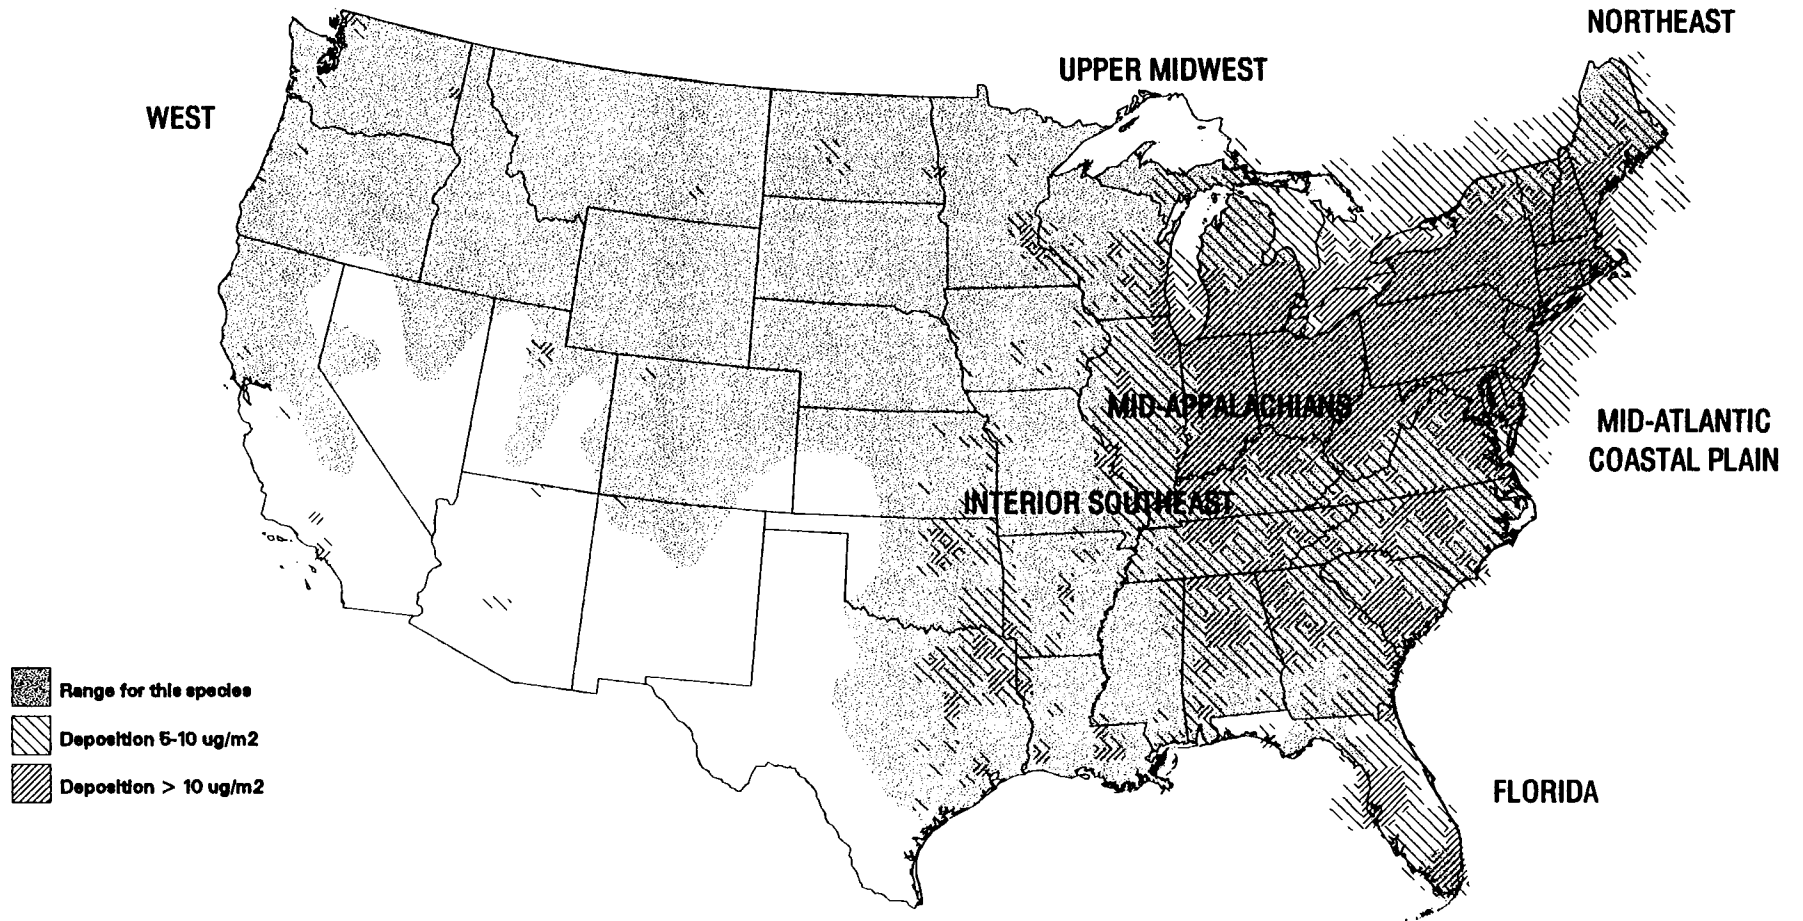 NORTHEAST
UPPER MIDWEST
WEST
MID-APPALACHIANS
MID-ATLANTIC
COASTAL PLAIN
INTERIOR SOUTHEAST
Range for this species
Deposition 5-10 ug/m2
Deposition > 10 ug/m2
FLORIDA